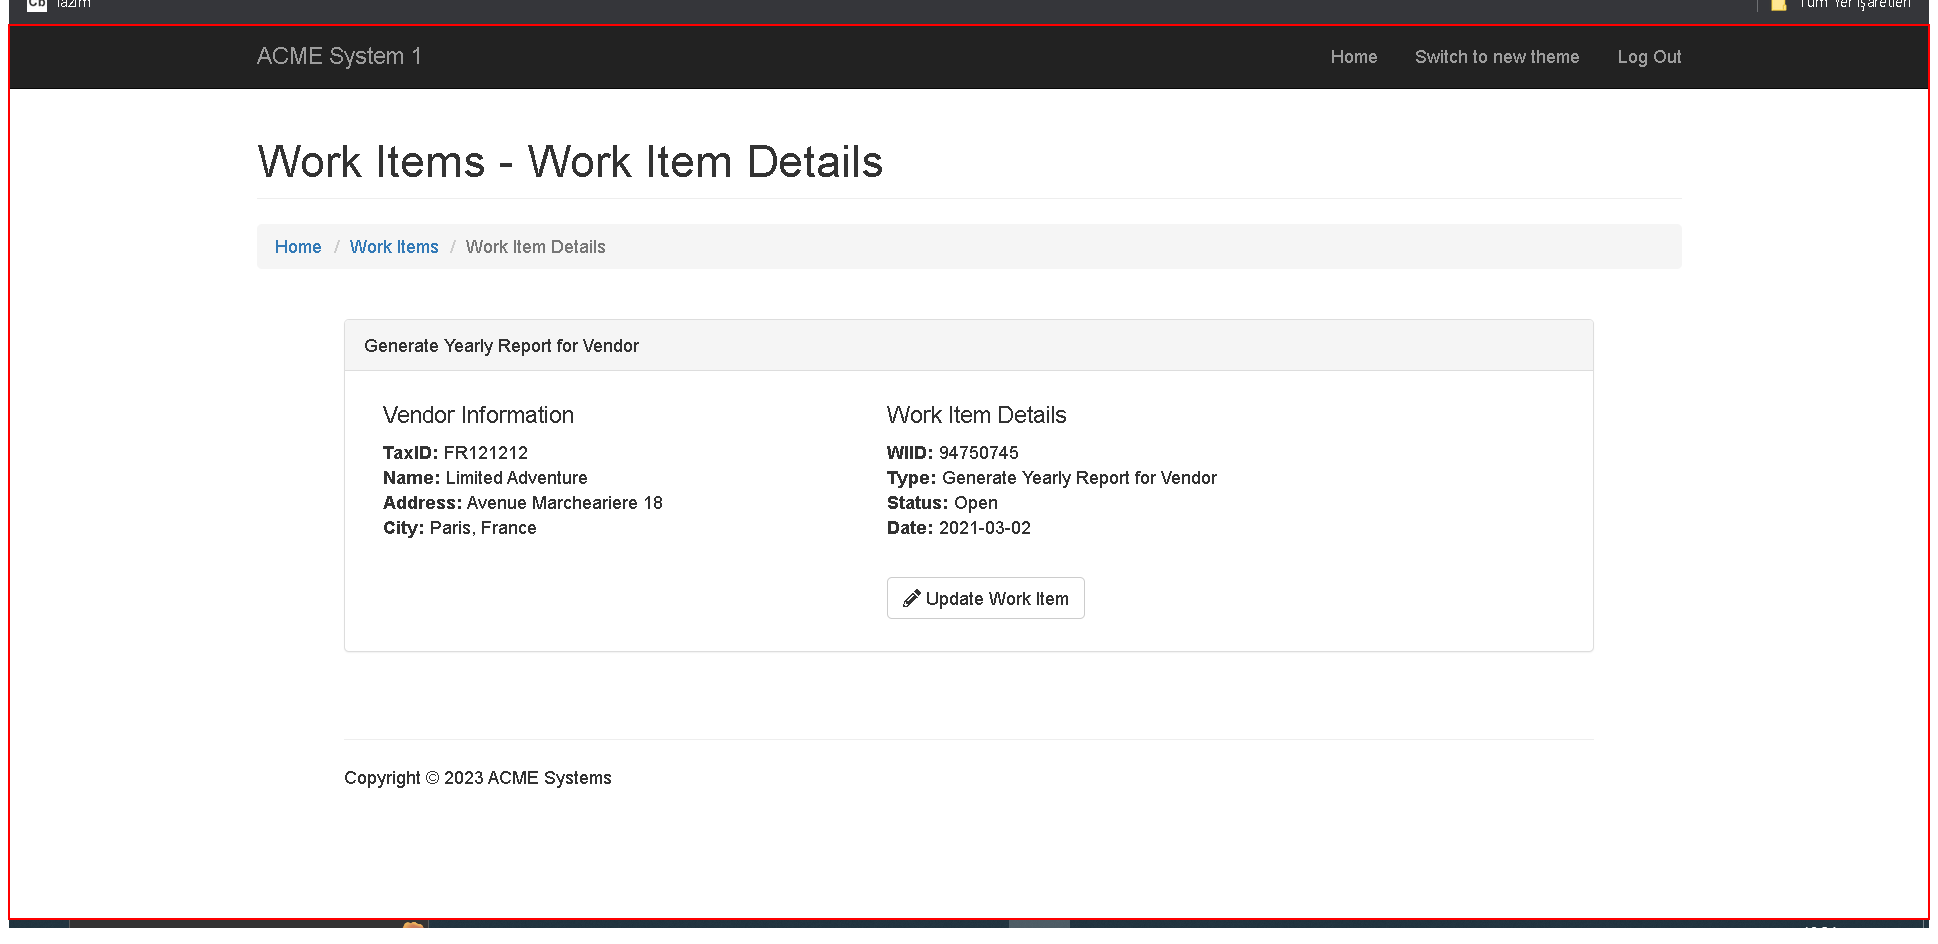 Cb Yazım
Tüm Yer İşaretleri
ACME System 1
Home Switch to new theme Log Out
Work Items - Work Item Details
Home / Work Items / Work Item Details
Generate Yearly Report for Vendor
Vendor Information
TaxID: FR121212
Name: Limited Adventure
Address: Avenue Marcheariere 18
City: Paris, France
Work Item Details
WIID: 94750745
Type: Generate Yearly Report for Vendor
Status: Open
Date: 2021-03-02
Update Work Item
Copyright © 2023 ACME Systems